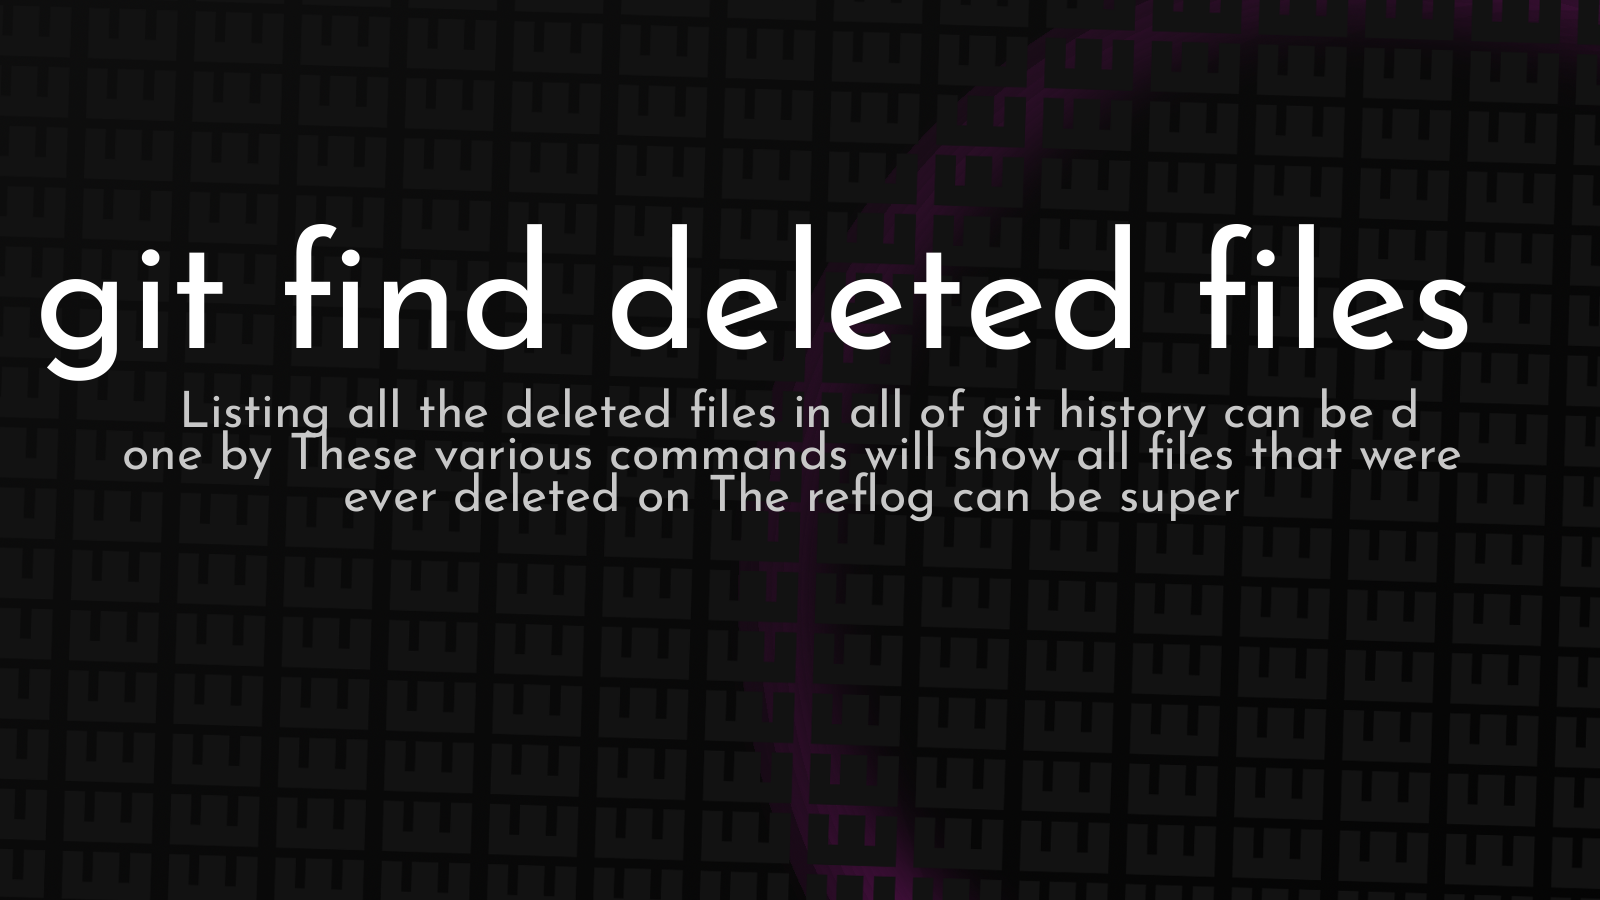 git find deleted files
Listing all the deleted files in all of git history can be d
one by These various commands will show all files that were
ever deleted on The reflog can be super